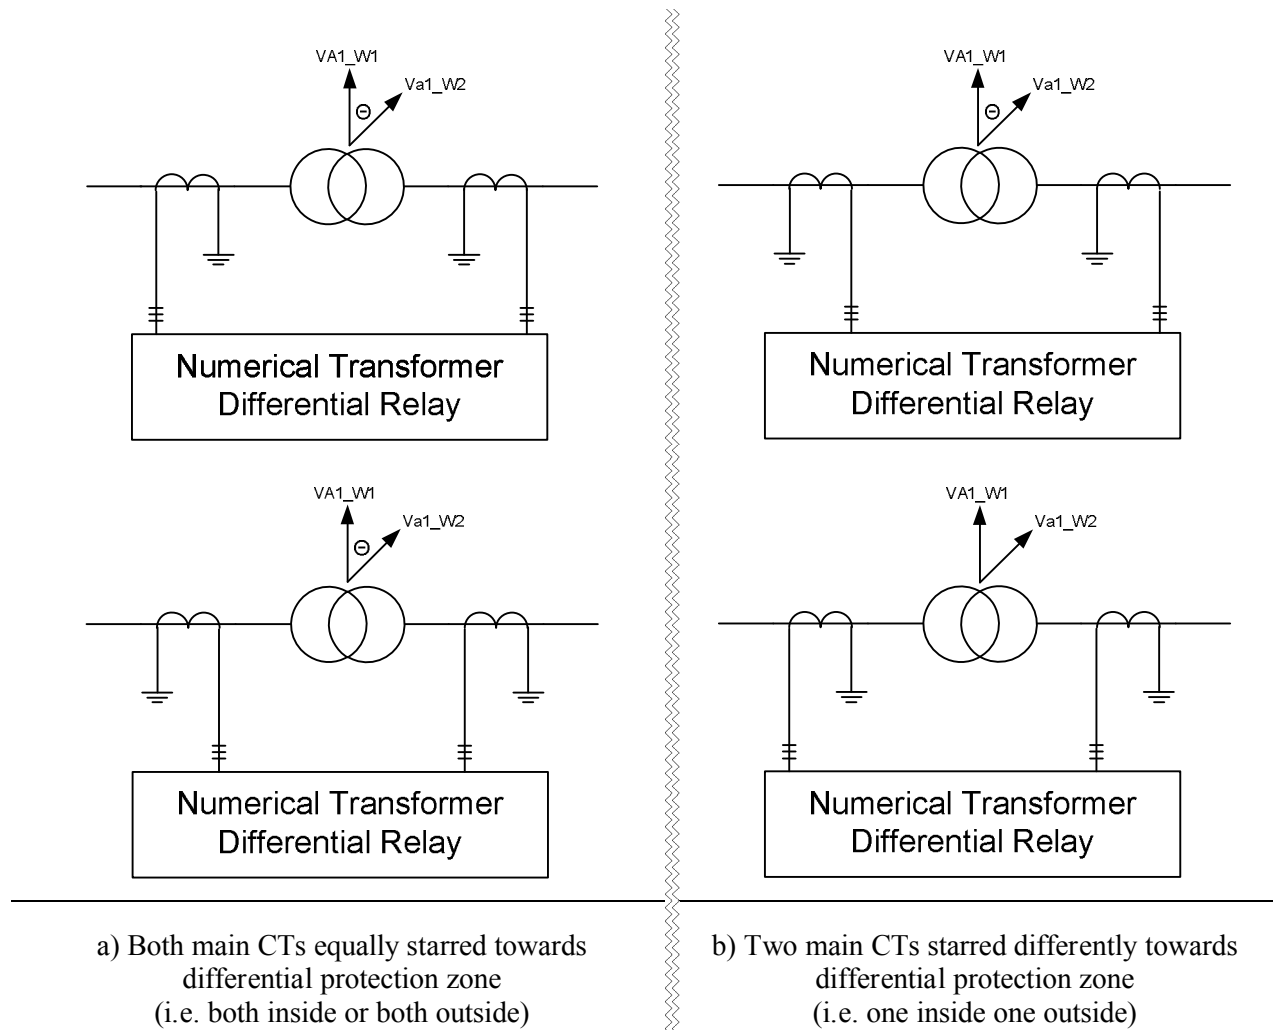 VA1_W1
Va1_W2
Θ
Numerical Transformer
Differential Relay
VA1_W1
Va1_W2
Θ
Numerical Transformer
Differential Relay
VA1_W1
Va1_W2
Θ
Numerical Transformer
Differential Relay
VA1_W1
Va1_W2
Numerical Transformer
Differential Relay
a) Both main CTs equally starred towards
differential protection zone
(i.e. both inside or both outside)
b) Two main CTs starred differently towards
differential protection zone
(i.e. one inside one outside)